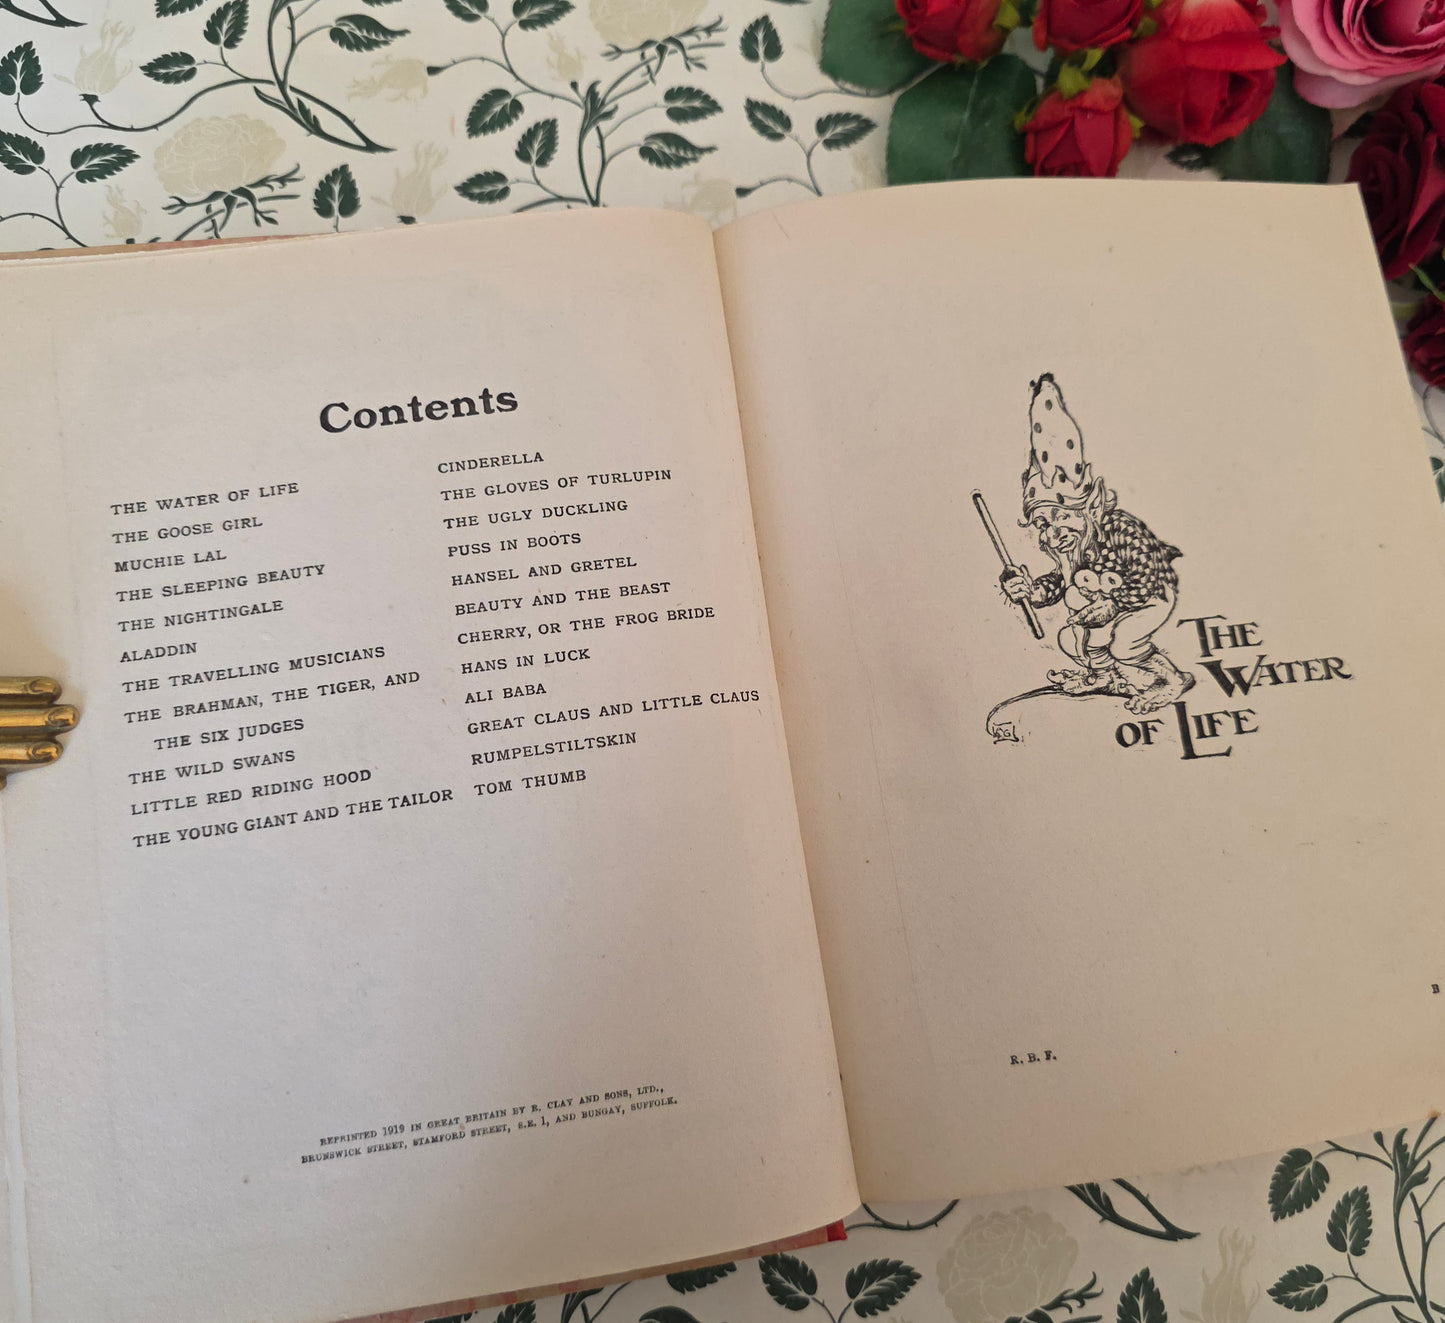 Contents
THE WATER OF LIFE
THE GOOSE GIRL
MUCHIE LAL
THE SLEEPING BEAUTY
THE NIGHTINGALE
ALADDIN
THE TRAVELLING MUSICIANS
THE BRAHMAN, THE TIGER, AND
THE SIX JUDGES
THE WILD SWANS
LITTLE RED RIDING HOOD
THE YOUNG GIANT AND THE TAILOR
CINDERELLA
THE GLOVES OF TURLUPIN
THE UGLY DUCKLING
PUSS IN BOOTS
HANSEL AND GRETEL
BEAUTY AND THE BEAST
CHERRY, OR THE FROG BRIDE
HANS IN LUCK
ALI BABA
GREAT CLAUS AND LITTLE CLAUS
RUMPELSTILTSKIN
TOM THUMB
REPRINTED 1919 IN GREAT BRITAIN BY R. CLAY AND SONS, LTD.,
BRUNSWICK STREET, STAMFORD STREET, S.E. 1, AND BUNGAY, SUFFOLK.
THE
WATER
OF LIFE
R. B. F.
B